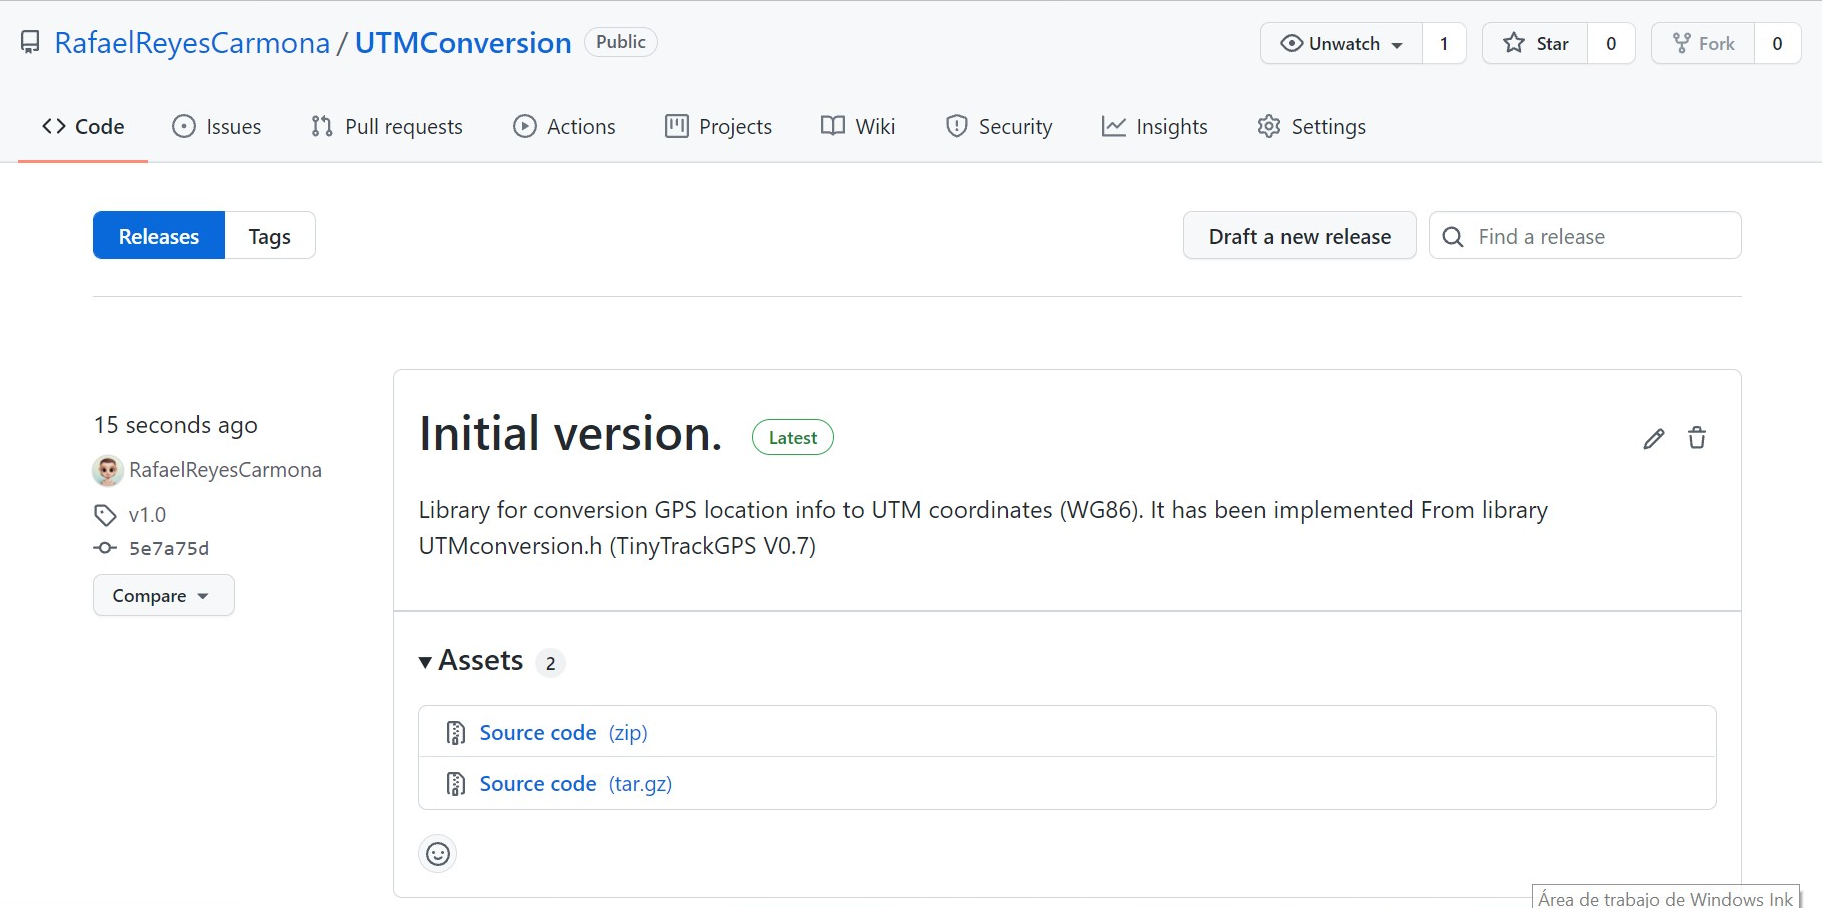 RafaelReyesCarmona / UTMConversion Public Unwatch 1 Star 0 Fork 0
Code Issues Pull requests Actions Projects Wiki Security Insights Settings
Releases Tags Draft a new release Find a release
15 seconds ago
RafaelReyesCarmona
v1.0
5e7a75d
Compare
Initial version. Latest
Library for conversion GPS location info to UTM coordinates (WG86). It has been implemented From library
UTMconversion.h (TinyTrackGPS V0.7)
Assets 2
Source code (zip)
Source code (tar.gz)
Área de trabajo de Windows Ink